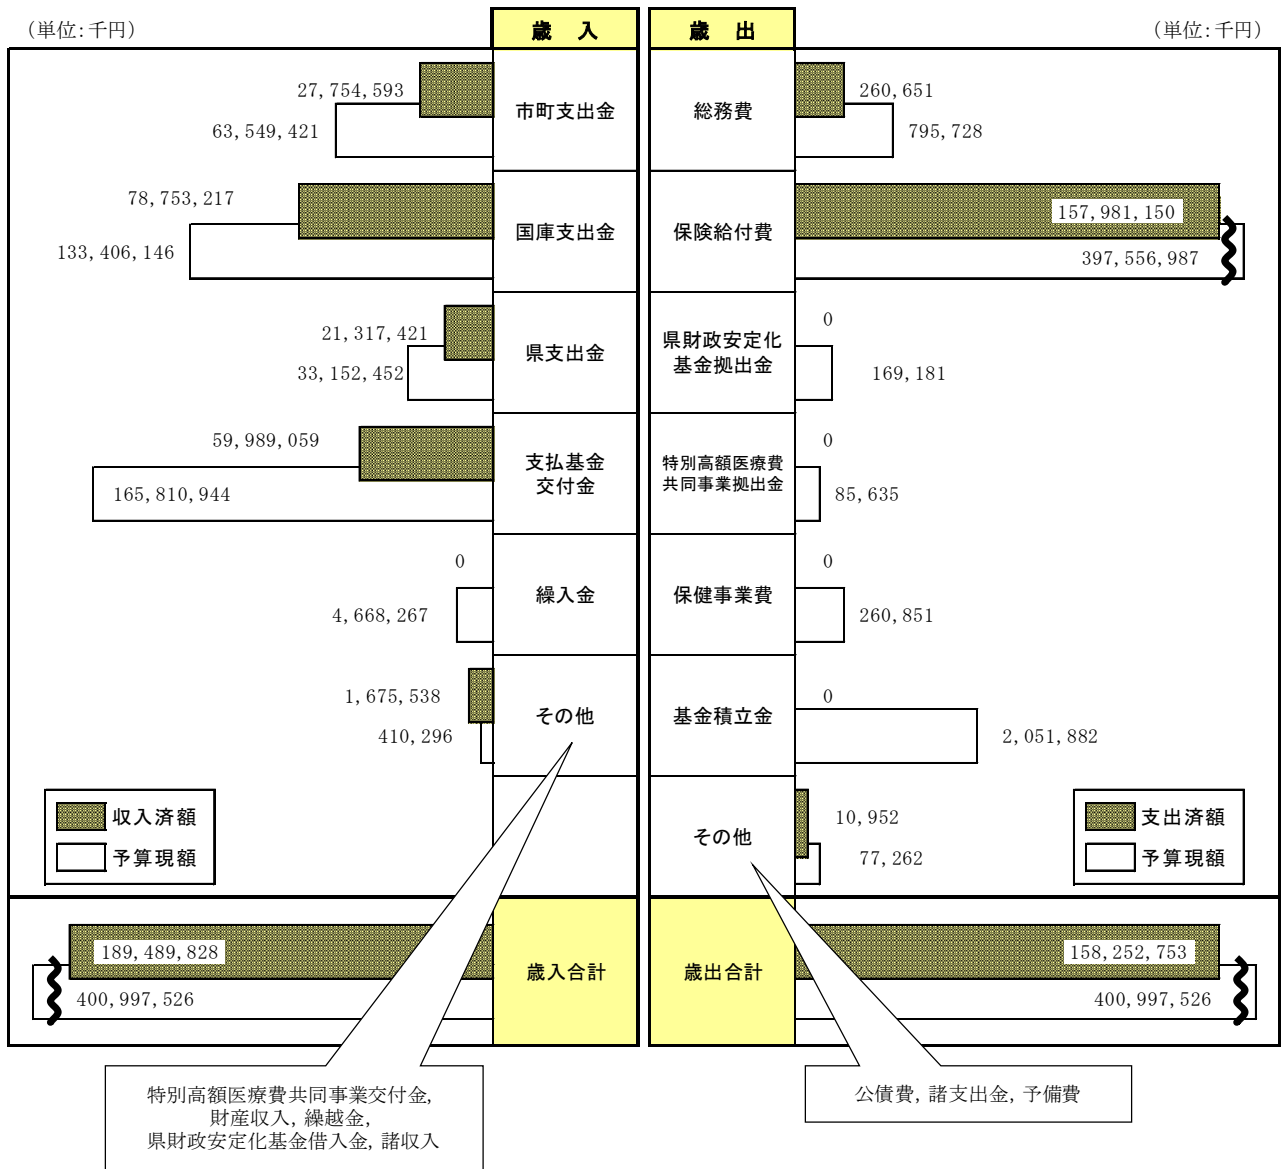 (単位:千円)
歳 入
歳 出
(単位:千円)
27,754,593
63,549,421
市町支出金
総務費
260,651
795,728
78,753,217
133,406,146
国庫支出金
保険給付費
157,981,150
397,556,987
21,317,421
33,152,452
県支出金
県財政安定化
基金拠出金
0
169,181
59,989,059
165,810,944
支払基金
交付金
特別高額医療費
共同事業拠出金
0
85,635
0
4,668,267
繰入金
保健事業費
0
260,851
1,675,538
410,296
その他
基金積立金
0
2,051,882
収入済額
予算現額
その他
10,952
77,262
支出済額
予算現額
189,489,828
400,997,526
歳入合計
歳出合計
158,252,753
400,997,526
特別高額医療費共同事業交付金,
財産収入, 繰越金,
県財政安定化基金借入金, 諸収入
公債費, 諸支出金, 予備費